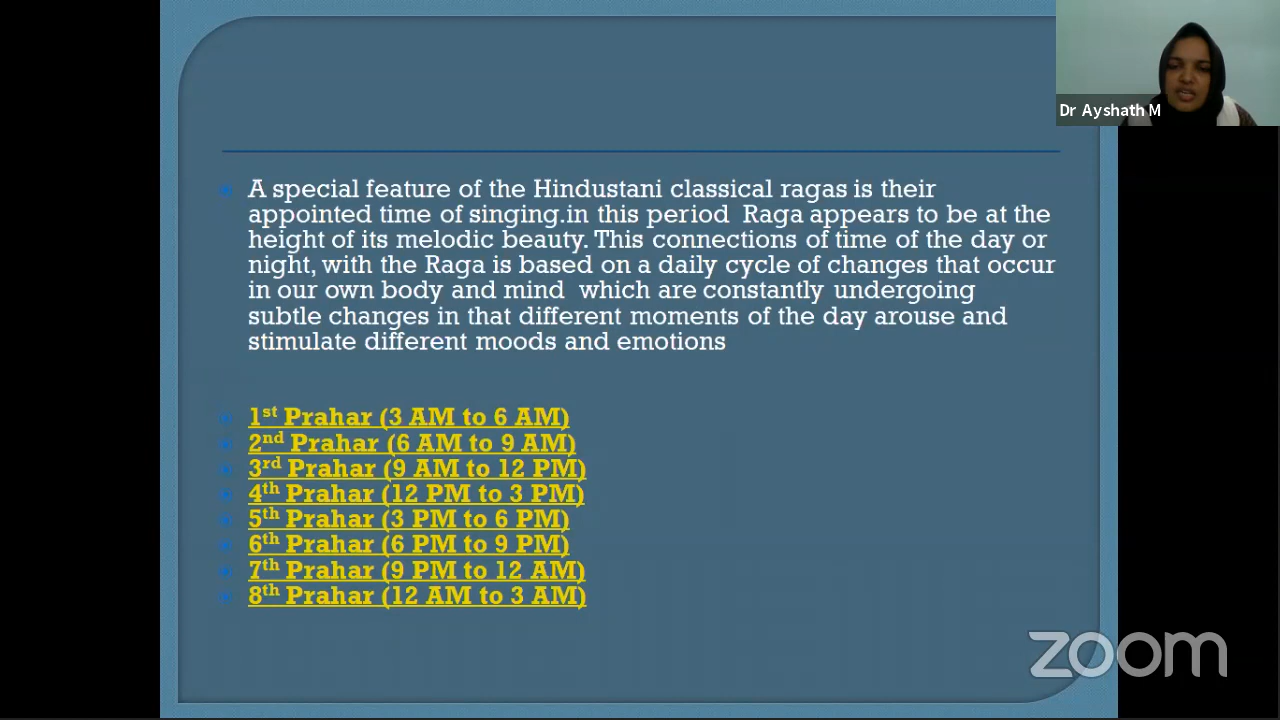 Dr Ayshath M
A special feature of the Hindustani classical ragas is their
appointed time of singing.in this period Raga appears to be at the
height of its melodic beauty. This connections of time of the day or
night, with the Raga is based on a daily cycle of changes that occur
in our own body and mind which are constantly undergoing
subtle changes in that different moments of the day arouse and
stimulate different moods and emotions
1st Prahar (3 AM to 6 AM)
2nd Prahar (6 AM to 9 AM)
3rd Prahar (9 AM to 12 PM)
4th Prahar (12 PM to 3 PM)
5th Prahar (3 PM to 6 PM)
6th Prahar (6 PM to 9 PM)
7th Prahar (9 PM to 12 AM)
8th Prahar (12 AM to 3 AM)
zoom